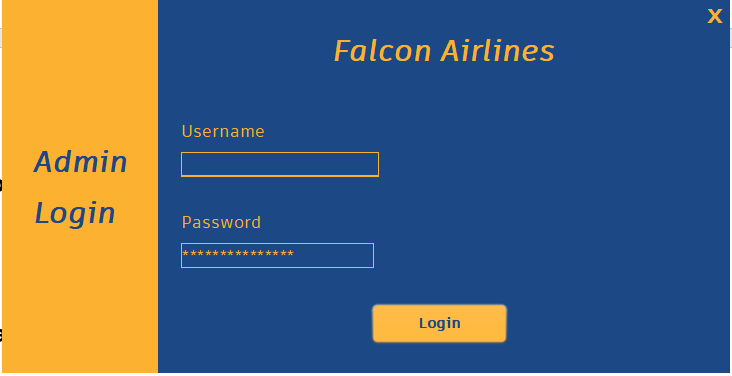 X
Falcon Airlines
Username
Admin
Login
Password
***************
Login